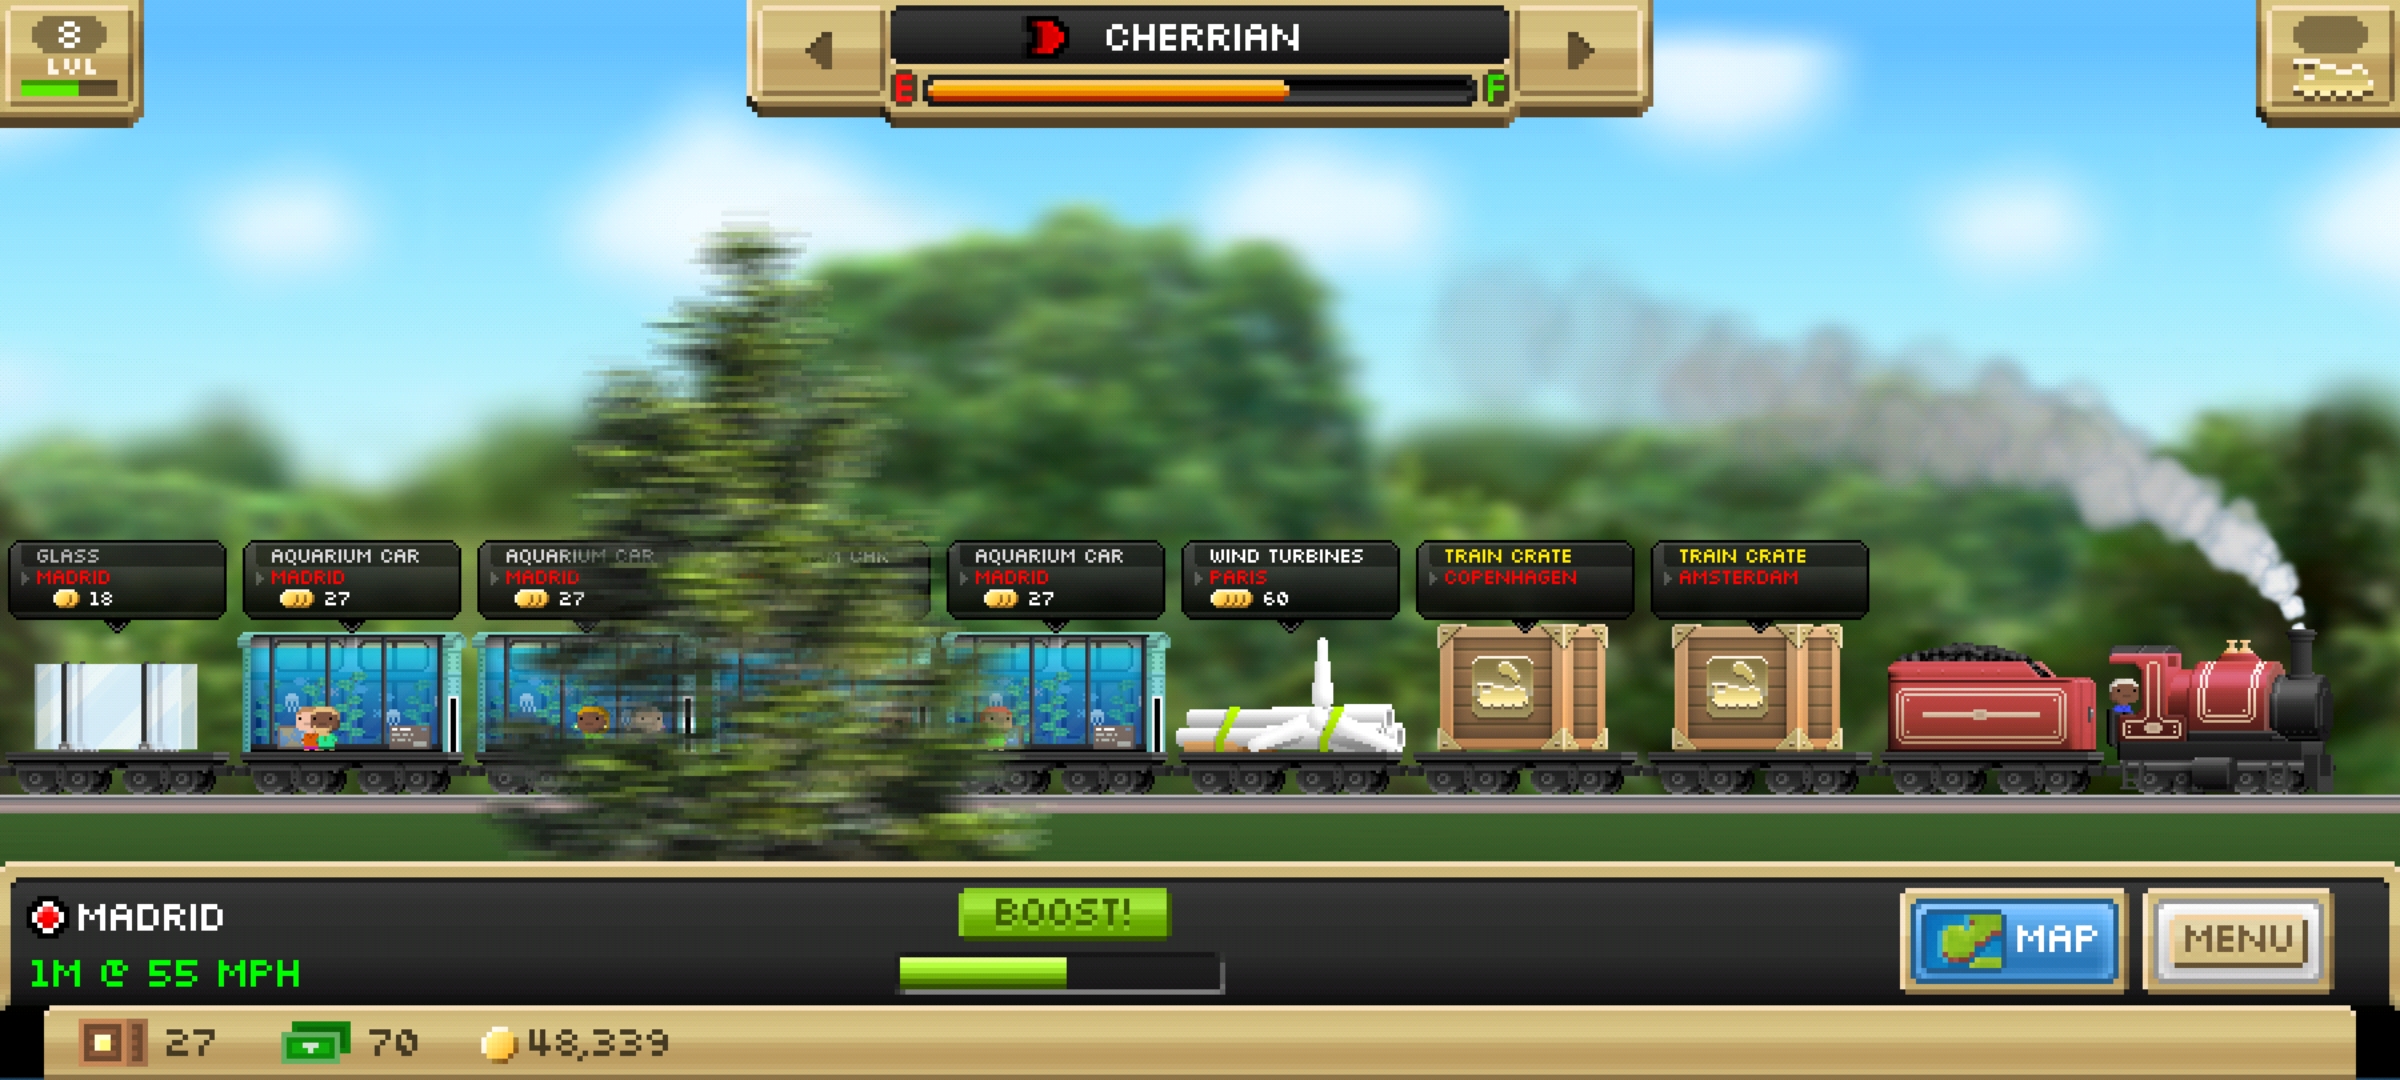 8
LVL
CHERRIAN
E
F
GLASS
MADRID
18
AQUARIUM CAR
MADRID
27
AQUARIUM CAR
MADRID
27
CAR
AQUARIUM CAR
MADRID
27
WIND TURBINES
PARIS
60
TRAIN CRATE
COPENHAGEN
TRAIN CRATE
AMSTERDAM
MADRID
1M @ 55 MPH
BOOST!
MAP
MENU
27
70
48,339